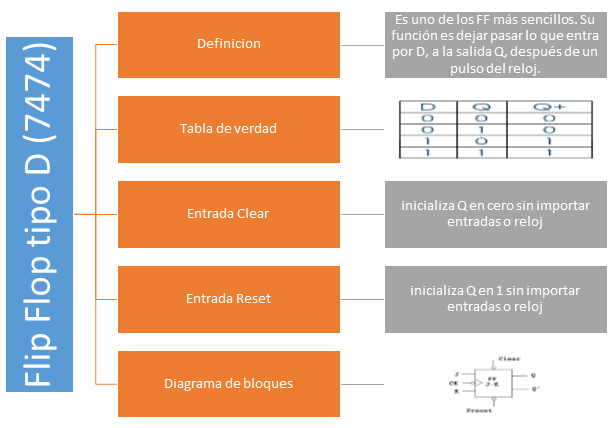 Flip Flop tipo D (7474)
Definicion
Es uno de los FF más sencillos. Su
función es dejar pasar lo que entra
por D, a la salida Q, después de un
pulso del reloj.
Tabla de verdad
D Q Q+
0 0 0
0 1 0
1 0 1
1 1 1
Entrada Clear
inicializa Q en cero sin importar
entradas o reloj
Entrada Reset
inicializa Q en 1 sin importar
entradas o reloj
Diagrama de bloques
Clear
J
CK
K
FF
J-K
Q
Q'
Preset